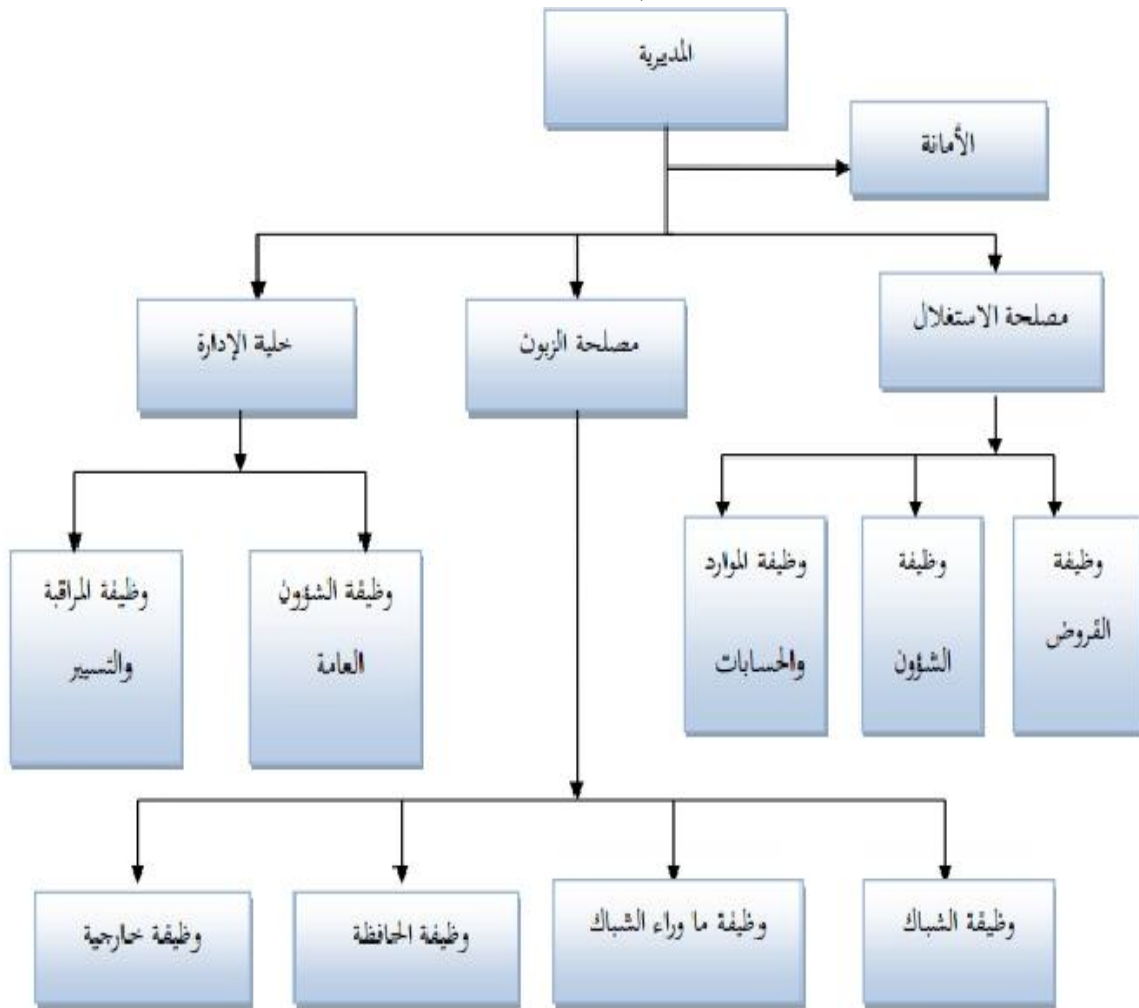 المديرية
الأمانة
مصلحة الاستغلال
مصلحة الزبون
خلية الإدارة
وظيفة
القروض
وظيفة
الشؤون
وظيفة الموارد
والحسابات
وظيفة الشؤون
العامة
وظيفة المراقبة
والتسيير
وظيفة الشباك
وظيفة ما وراء الشباك
وظيفة الحافظة
وظيفة خارجية